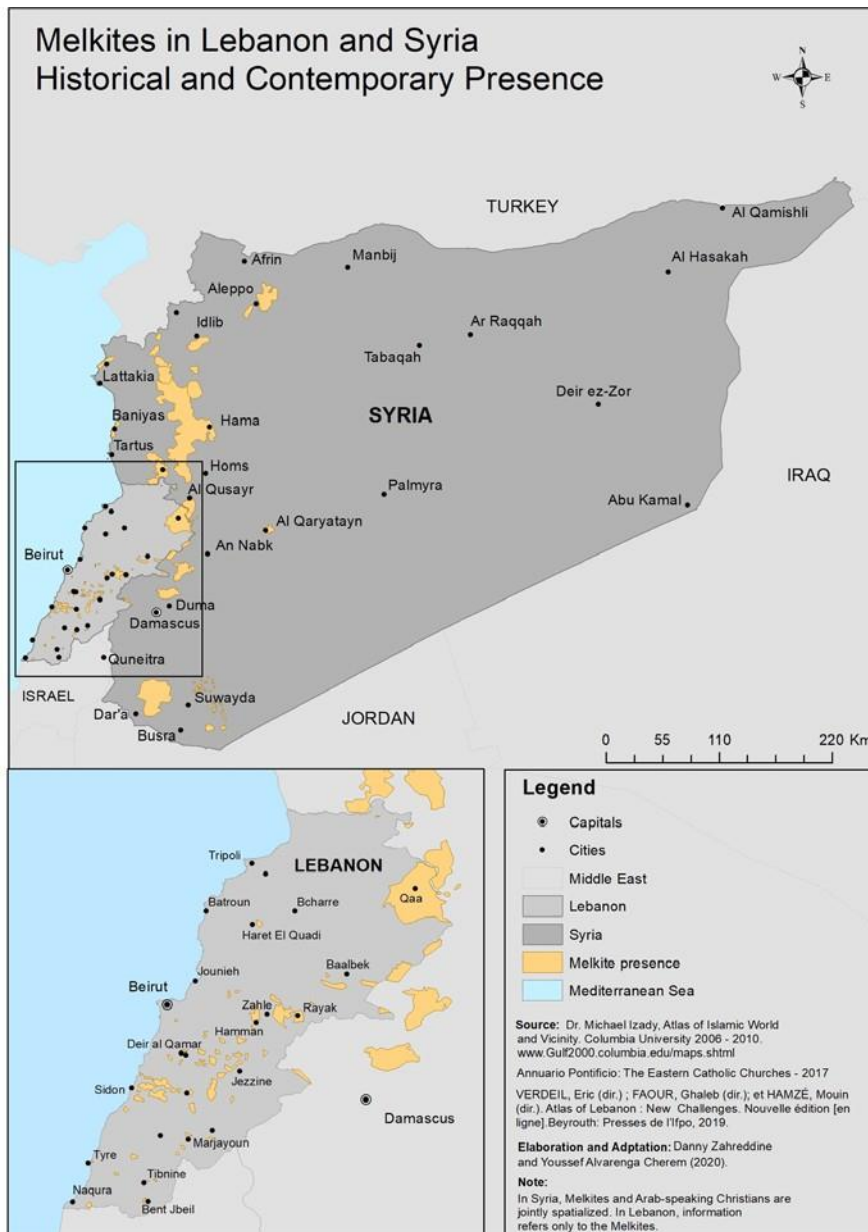 Melkites in Lebanon and Syria
Historical and Contemporary Presence
N
W
E
S
TURKEY
Al Qamishli
Afrin
Manbij
Al Hasakah
Aleppo
Idlib
Ar Raqqah
Tabaqah
Lattakia
Deir ez-Zor
Baniyas
Hama
SYRIA
Tartus
Homs
Al Qusayr
Palmyra
IRAQ
Abu Kamal
Al Qaryatayn
An Nabk
Beirut
Duma
Damascus
Quneitra
ISRAEL
Suwayda
Dar'a
JORDAN
Busra
0 55 110 220 Km
Tripoli
LEBANON
Qaa
Batroun
Bcharre
Haret El Quadi
Baalbek
Jounieh
Beirut
Zahle
Rayak
Hamman
Deir al Qamar
Jezzine
Sidon
Damascus
Marjayoun
Tyre
Tibnine
Naqura
Bent Jbeil
Legend
Capitals
Cities
Middle East
Lebanon
Syria
Melkite presence
Mediterranean Sea
Source: Dr. Michael Izady, Atlas of Islamic World
and Vicinity. Columbia University 2006 - 2010.
www.Gulf2000.columbia.edu/maps.shtml
Annuario Pontificio: The Eastern Catholic Churches - 2017
VERDEIL, Eric (dir.) ; FAOUR, Ghaleb (dir.); et HAMZÉ, Mouin
(dir.). Atlas of Lebanon : New Challenges. Nouvelle édition [en
ligne].Beyrouth: Presses de l'Ifpo, 2019.
Elaboration and Adptation: Danny Zahreddine
and Youssef Alvarenga Cherem (2020).
Note:
In Syria, Melkites and Arab-speaking Christians are
jointly spatialized. In Lebanon, information
refers only to the Melkites.